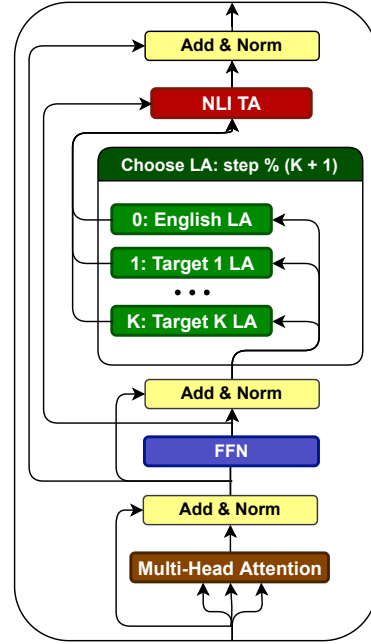 Add & Norm
NLI TA
Choose LA: step % (K + 1)
0: English LA
1: Target 1 LA
...
K: Target K LA
Add & Norm
FFN
Add & Norm
Multi-Head Attention